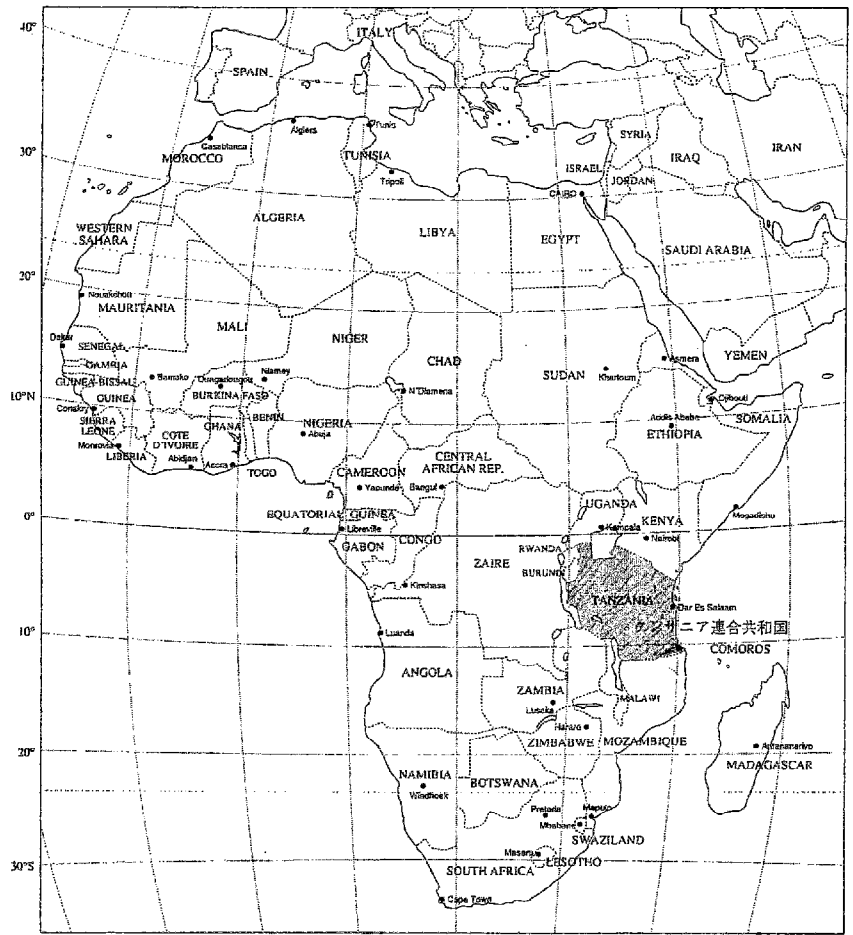 40°
ITALY
SPAIN
Algiers
Tunis
Casablanca
MOROCCO
TUNISIA
SYRIA
IRAN
30°
ISRAEL
IRAQ
Tripoli
JORDAN
CAIRO
ALGERIA
WESTERN
SAHARA
LIBYA
EGYPT
SAUDI ARABIA
20°
Nouakchott
MAURITANIA
MALI
NIGER
Dakar
SENEGAL
CHAD
Asmera
YEMEN
GAMBIA
SUDAN
Khartoum
GUINEA-BISSAU
Bamako
Niamey
Ouagadougou
10°N
GUINEA
BURKINA FASO
N'Djamena
Djibouti
Conakry
BENIN
SIERRA
LEONE
GHANA
NIGERIA
Addis Ababa
SOMALIA
COTE
D'IVOIRE
Abuja
ETHIOPIA
Monrovia
LIBERIA
Abidjan
Accra
TOGO
CENTRAL
AFRICAN REP.
CAMEROON
Yaounde
Bangui
UGANDA
Mogadishu
0°
EQUATORIAL GUINEA
Libreville
Kampala
KENYA
GABON
CONGO
Nairobi
RWANDA
ZAIRE
BURUNDI
Kinshasa
TANZANIA
Dar Es Salaam
10°
Luanda
タンザニア連合共和国
COMOROS
ANGOLA
ZAMBIA
MALAWI
Lusaka
Harare
ZIMBABWE
MOZAMBIQUE
20°
Antananarivo
MADAGASCAR
NAMIBIA
Windhoek
BOTSWANA
Pretoria
Maputo
Mbabane
SWAZILAND
Maseru
LESOTHO
30°S
SOUTH AFRICA
Cape Town